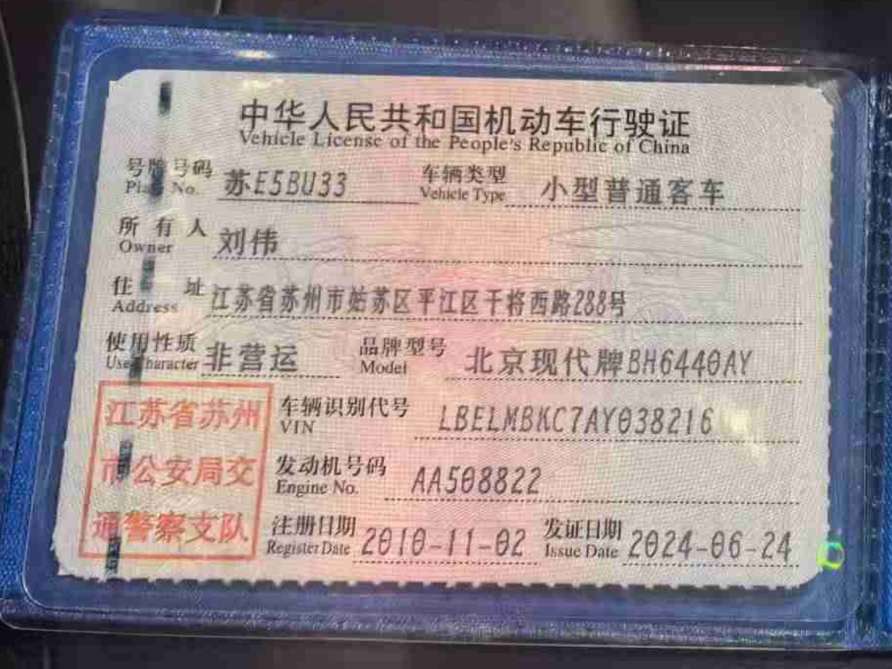 中华人民共和国机动车行驶证
Vehicle License of the People's Republic of China
号牌号码 苏E5BU33 车辆类型 小型普通客车
Plate No. Vehicle Type
所有人 刘伟
Owner
住址 江苏省苏州市姑苏区平江区干将西路288号
Address
使用性质 非营运 品牌型号 北京现代牌BH6440AY
Use Character Model
江苏省苏州
市公安局交
通警察支队
车辆识别代号 LBELMBKC7AY038216
VIN
发动机号码 AA508822
Engine No.
注册日期 2010-11-02 发证日期 2024-06-24
Register Date Issue Date